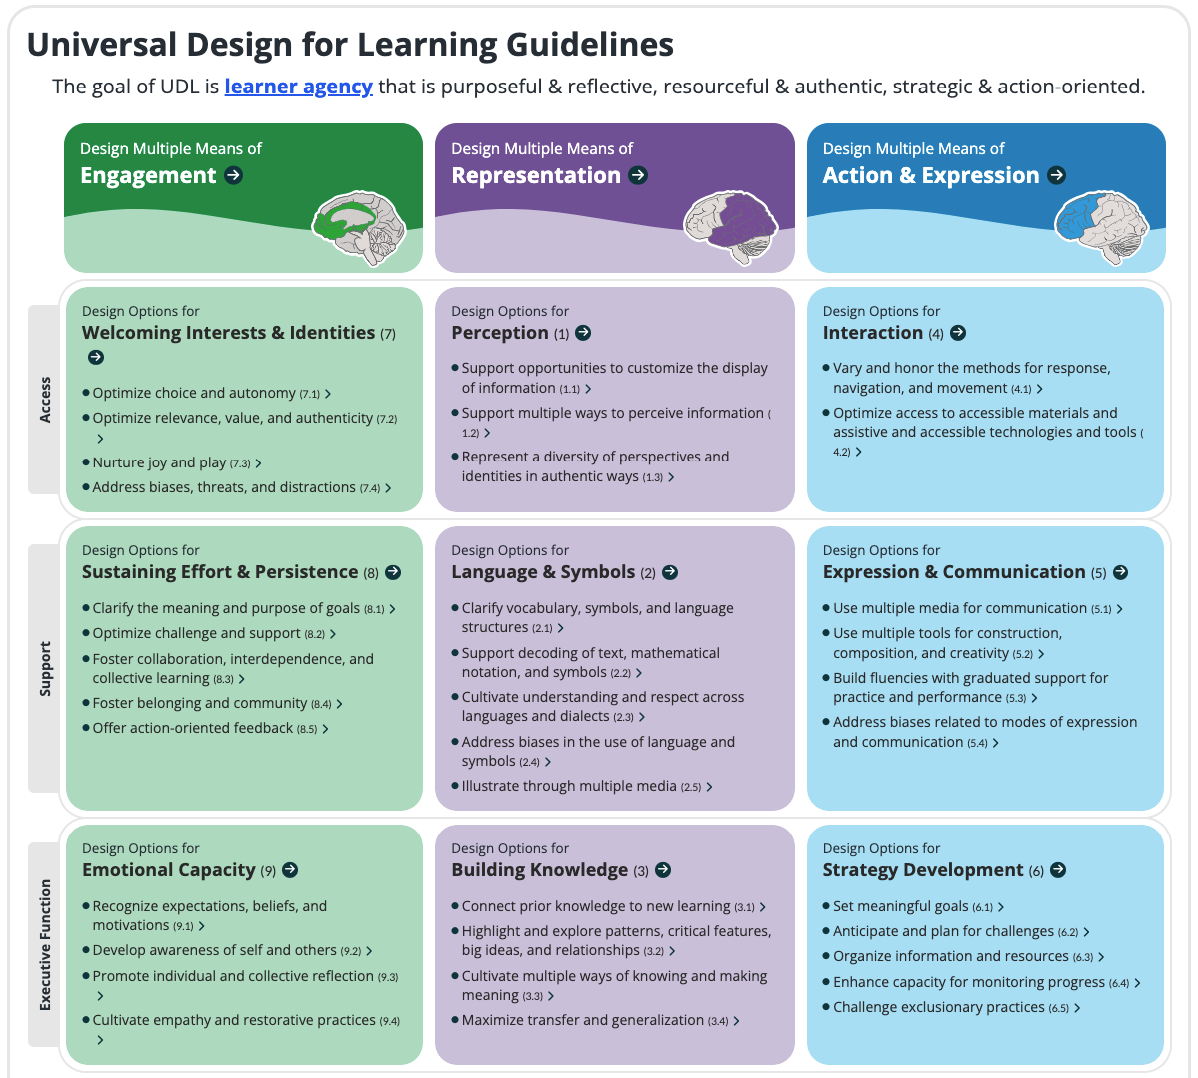 Universal Design for Learning Guidelines
The goal of UDL is learner agency that is purposeful & reflective, resourceful & authentic, strategic & action-oriented.
Design Multiple Means of
Engagement
Design Multiple Means of
Representation
Design Multiple Means of
Action & Expression
Access
Design Options for
Welcoming Interests & Identities (7)
Optimize choice and autonomy (7.1)
Optimize relevance, value, and authenticity (7.2)
Nurture joy and play (7.3)
Address biases, threats, and distractions (7.4)
Design Options for
Perception (1)
Support opportunities to customize the display
of information (1.1)
Support multiple ways to perceive information (
1.2)
Represent a diversity of perspectives and
identities in authentic ways (1.3)
Design Options for
Interaction (4)
Vary and honor the methods for response,
navigation, and movement (4.1)
Optimize access to accessible materials and
assistive and accessible technologies and tools (
4.2)
Support
Design Options for
Sustaining Effort & Persistence (8)
Clarify the meaning and purpose of goals (8.1)
Optimize challenge and support (8.2)
Foster collaboration, interdependence, and
collective learning (8.3)
Foster belonging and community (8.4)
Offer action-oriented feedback (8.5)
Design Options for
Language & Symbols (2)
Clarify vocabulary, symbols, and language
structures (2.1)
Support decoding of text, mathematical
notation, and symbols (2.2)
Cultivate understanding and respect across
languages and dialects (2.3)
Address biases in the use of language and
symbols (2.4)
Illustrate through multiple media (2.5)
Design Options for
Expression & Communication (5)
Use multiple media for communication (5.1)
Use multiple tools for construction,
composition, and creativity (5.2)
Build fluencies with graduated support for
practice and performance (5.3)
Address biases related to modes of expression
and communication (5.4)
Executive Function
Design Options for
Emotional Capacity (9)
Recognize expectations, beliefs, and
motivations (9.1)
Develop awareness of self and others (9.2)
Promote individual and collective reflection (9.3)
Cultivate empathy and restorative practices (9.4)
Design Options for
Building Knowledge (3)
Connect prior knowledge to new learning (3.1)
Highlight and explore patterns, critical features,
big ideas, and relationships (3.2)
Cultivate multiple ways of knowing and making
meaning (3.3)
Maximize transfer and generalization (3.4)
Design Options for
Strategy Development (6)
Set meaningful goals (6.1)
Anticipate and plan for challenges (6.2)
Organize information and resources (6.3)
Enhance capacity for monitoring progress (6.4)
Challenge exclusionary practices (6.5)